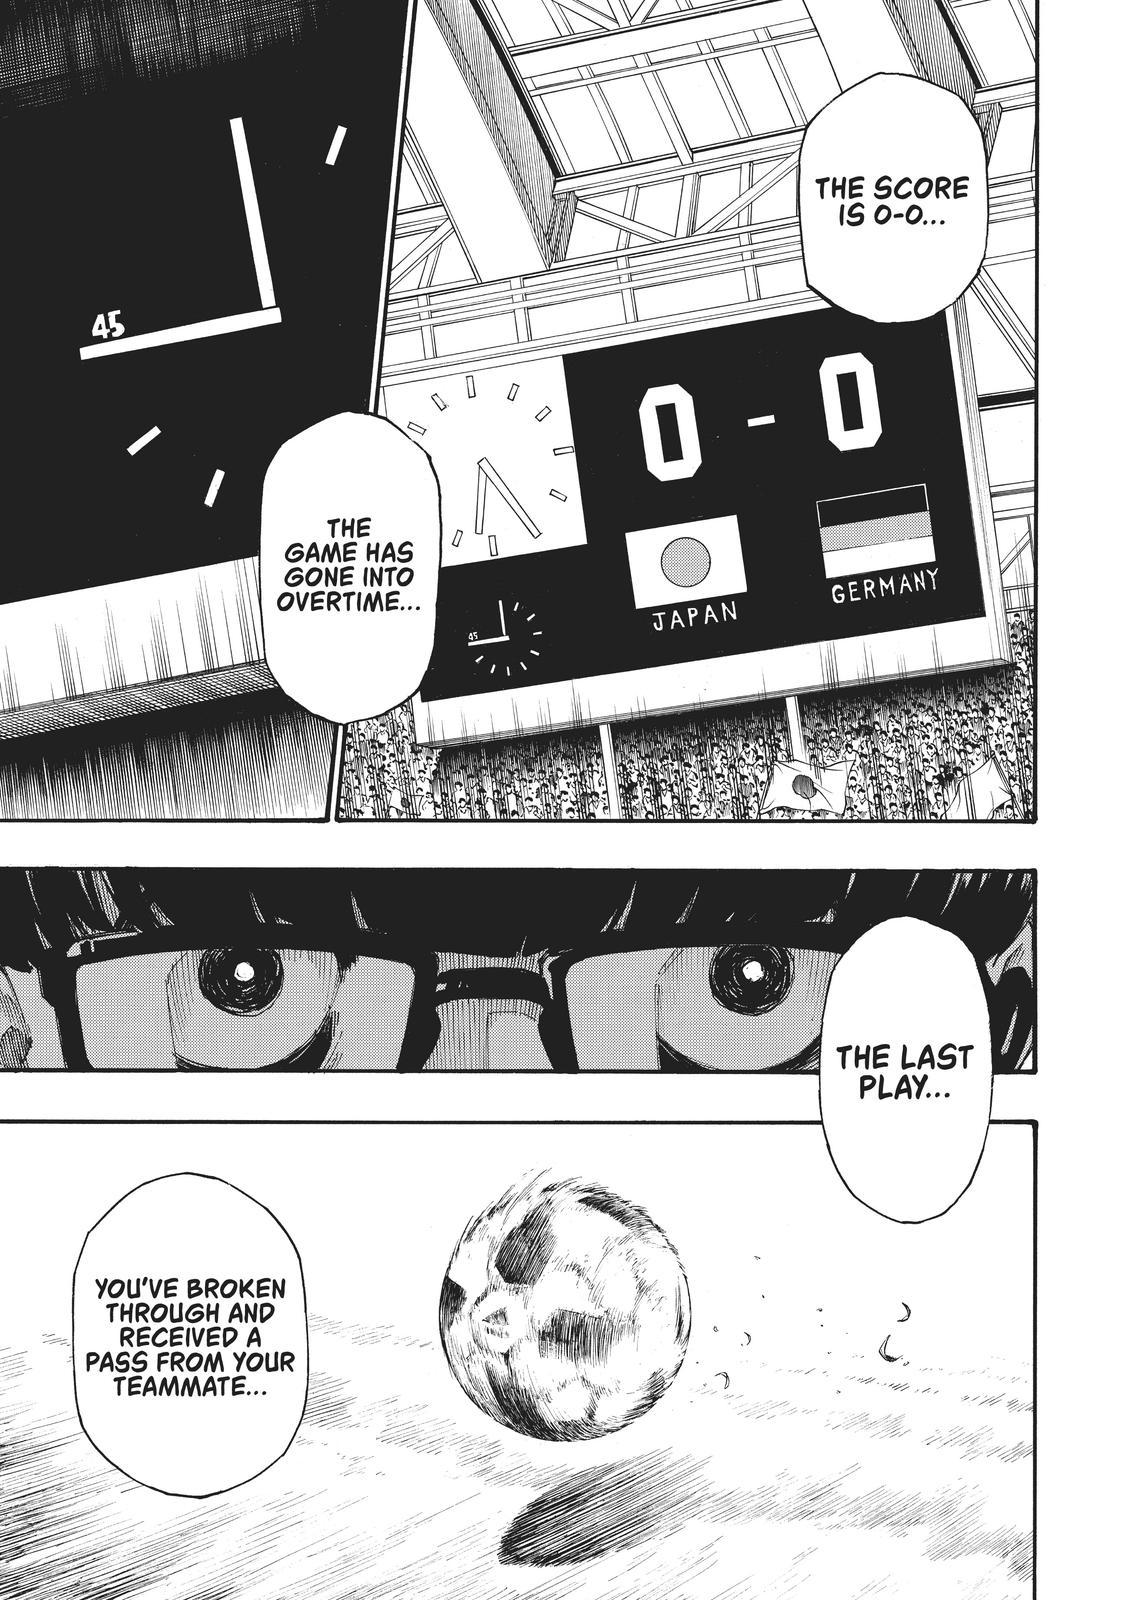 THE SCORE
IS 0-0...
0 - 0
JAPAN
GERMANY
45
45
THE
GAME HAS
GONE INTO
OVERTIME...
THE LAST
PLAY...
YOU'VE BROKEN
THROUGH AND
RECEIVED A
PASS FROM YOUR
TEAMMATE...